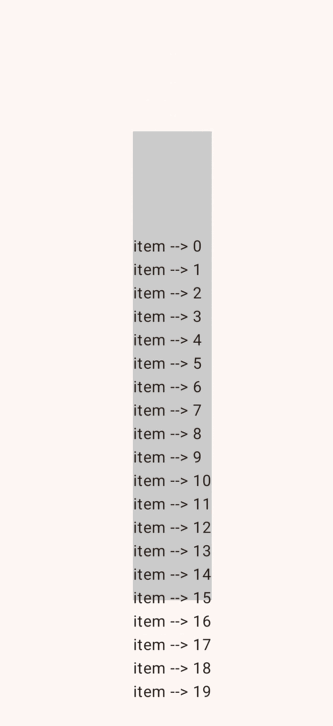 item --> 0
item --> 1
item --> 2
item --> 3
item --> 4
item --> 5
item --> 6
item --> 7
item --> 8
item --> 9
item --> 10
item --> 11
item --> 12
item --> 13
item --> 14
item --> 15
item --> 16
item --> 17
item --> 18
item --> 19